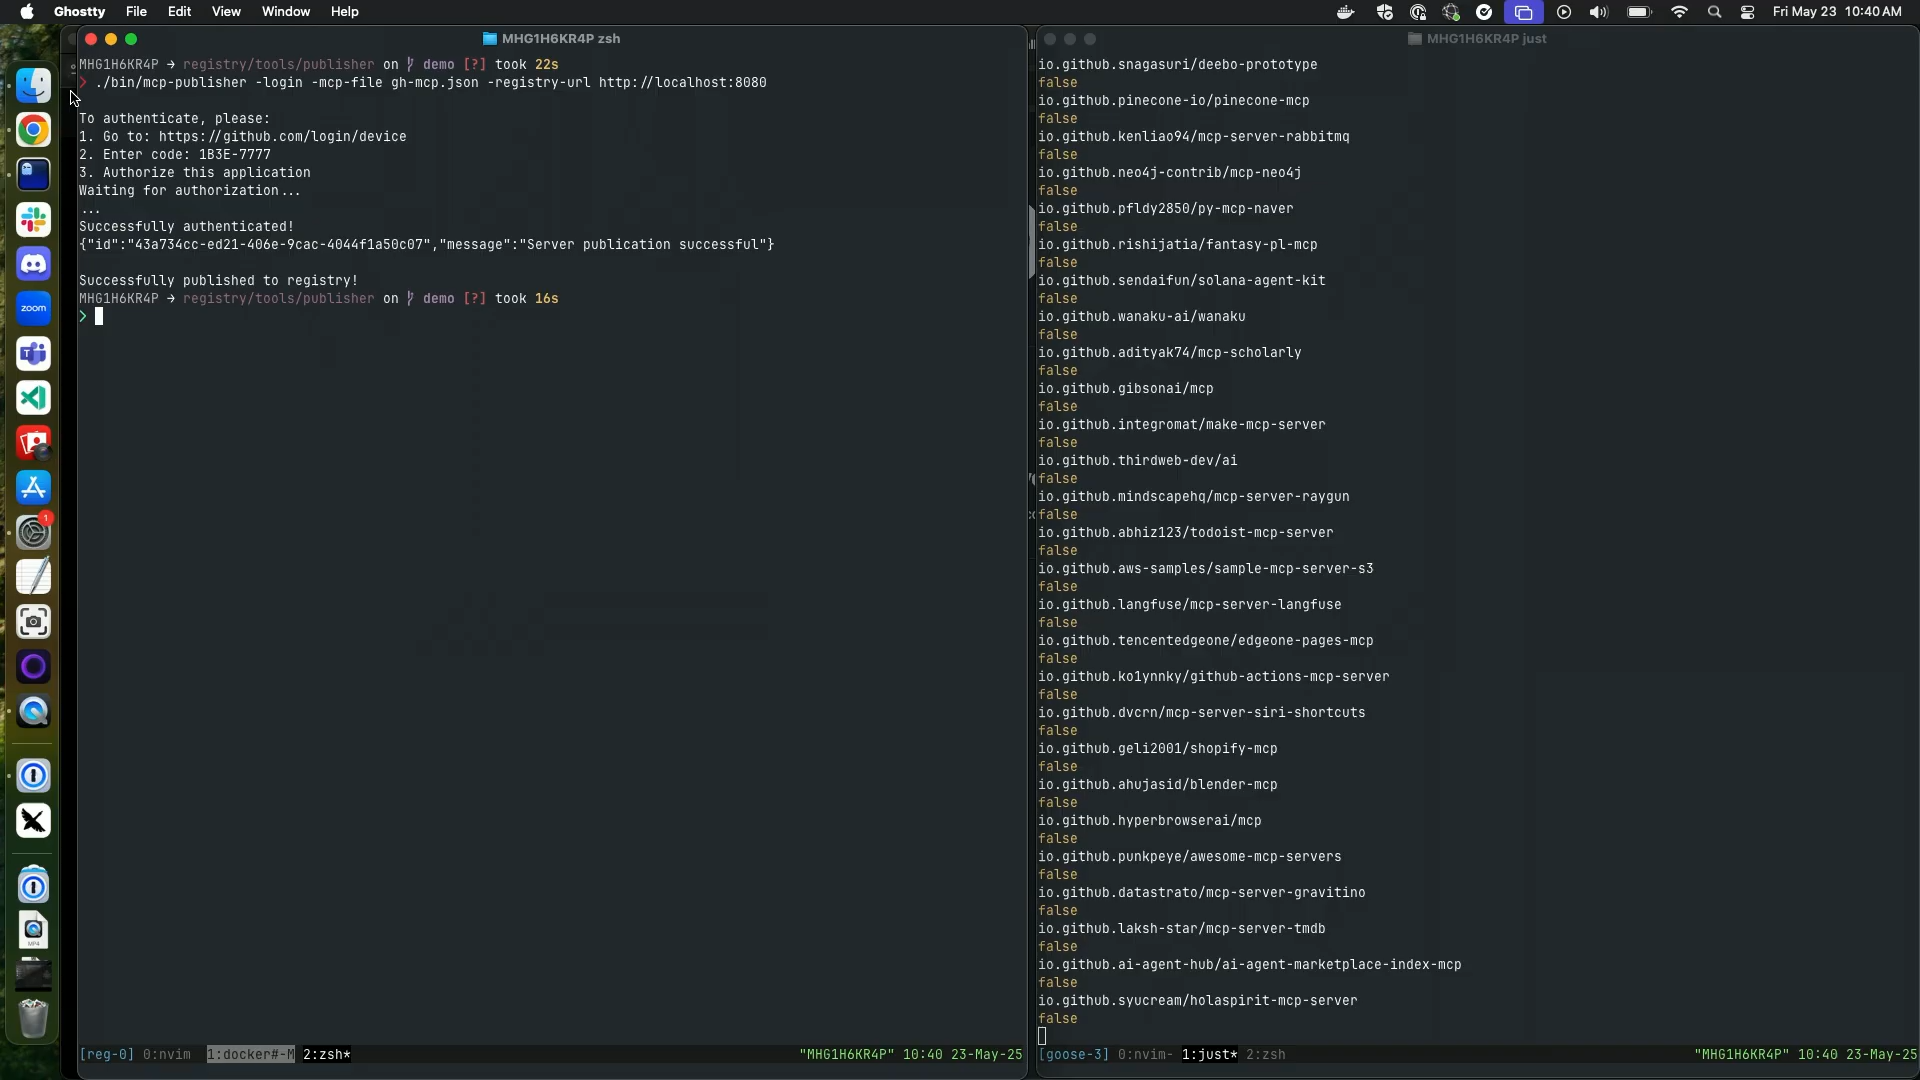 Ghostty File Edit View Window Help
Fri May 23 10:40 AM
MHG1H6KR4P zsh
MHG1H6KR4P → registry/tools/publisher on demo [?] took 22s
> ./bin/mcp-publisher -login -mcp-file gh-mcp.json -registry-url http://localhost:8080
To authenticate, please:
1. Go to: https://github.com/login/device
2. Enter code: 1B3E-7777
3. Authorize this application
Waiting for authorization...
...
Successfully authenticated!
{"id":"43a734cc-ed21-406e-9cac-4044f1a50c07","message":"Server publication successful"}
Successfully published to registry!
MHG1H6KR4P → registry/tools/publisher on demo [?] took 16s
>
[reg-0] 0:nvim 1:docker#-M 2:zsh* "MHG1H6KR4P" 10:40 23-May-25
MHG1H6KR4P just
io.github.snagasuri/deebo-prototype
false
io.github.pinecone-io/pinecone-mcp
false
io.github.kenliao94/mcp-server-rabbitmq
false
io.github.neo4j-contrib/mcp-neo4j
false
io.github.pfldy2850/py-mcp-naver
false
io.github.rishijatia/fantasy-pl-mcp
false
io.github.sendaifun/solana-agent-kit
false
io.github.wanaku-ai/wanaku
false
io.github.adityak74/mcp-scholarly
false
io.github.gibsonai/mcp
false
io.github.integromat/make-mcp-server
false
io.github.thirdweb-dev/ai
false
io.github.mindscapehq/mcp-server-raygun
false
io.github.abhiz123/todoist-mcp-server
false
io.github.aws-samples/sample-mcp-server-s3
false
io.github.langfuse/mcp-server-langfuse
false
io.github.tencentedgeone/edgeone-pages-mcp
false
io.github.ko1ynnky/github-actions-mcp-server
false
io.github.dvcrn/mcp-server-siri-shortcuts
false
io.github.geli2001/shopify-mcp
false
io.github.ahujasid/blender-mcp
false
io.github.hyperbrowserai/mcp
false
io.github.punkpeye/awesome-mcp-servers
false
io.github.datastrato/mcp-server-gravitino
false
io.github.laksh-star/mcp-server-tmdb
false
io.github.ai-agent-hub/ai-agent-marketplace-index-mcp
false
io.github.syucream/holaspirit-mcp-server
false
[goose-3] 0:nvim- 1:just* 2:zsh "MHG1H6KR4P" 10:40 23-May-25
zoom
1
MP4